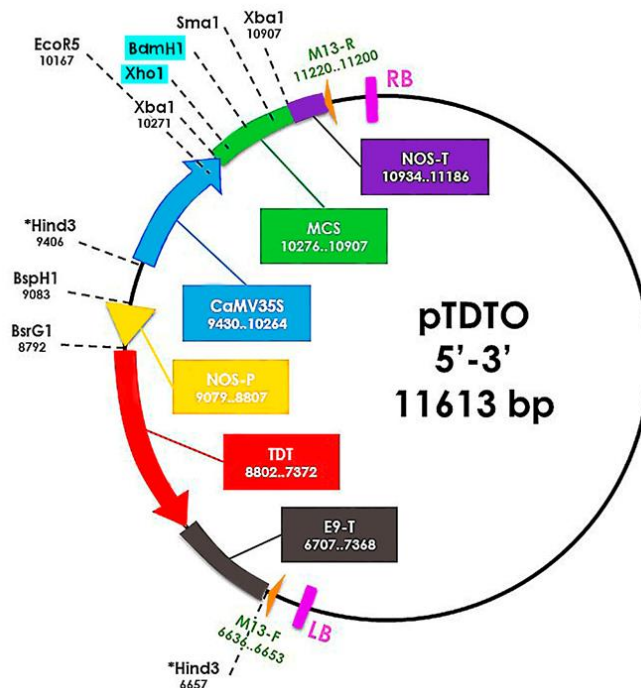 Sma1
Xba1
10907
M13-R
11220..11200
RB
EcoR5
10167
BamH1
Xho1
Xba1
10271
NOS-T
10934..11186
MCS
10276..10907
*Hind3
9406
BspH1
9083
CaMV35S
9430..10264
pTDTO
5'-3'
11613 bp
BsrG1
8792
NOS-P
9079..8807
TDT
8802..7372
E9-T
6707..7368
M13-F
6636..6653
LB
*Hind3
6657